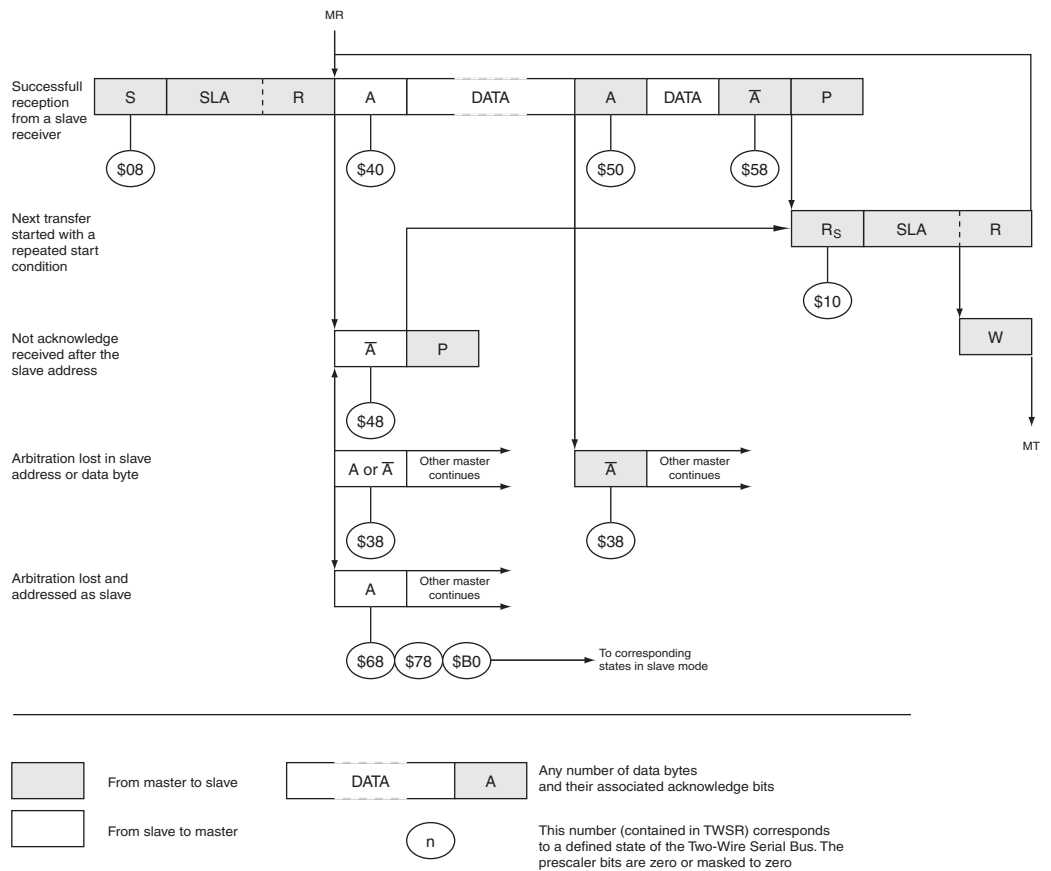 MR
Successfull
reception
from a slave
receiver
S SLA R A DATA A DATA A̅ P
$08 $40 $50 $58
Next transfer
started with a
repeated start
condition
RS SLA R
$10
Not acknowledge
received after the
slave address
A̅ P
W
$48
MT
Arbitration lost in slave
address or data byte
A or A̅
Other master
continues
A̅
Other master
continues
$38 $38
Arbitration lost and
addressed as slave
A
Other master
continues
$68 $78 $B0
To corresponding
states in slave mode
From master to slave
DATA A
Any number of data bytes
and their associated acknowledge bits
From slave to master
n
This number (contained in TWSR) corresponds
to a defined state of the Two-Wire Serial Bus. The
prescaler bits are zero or masked to zero